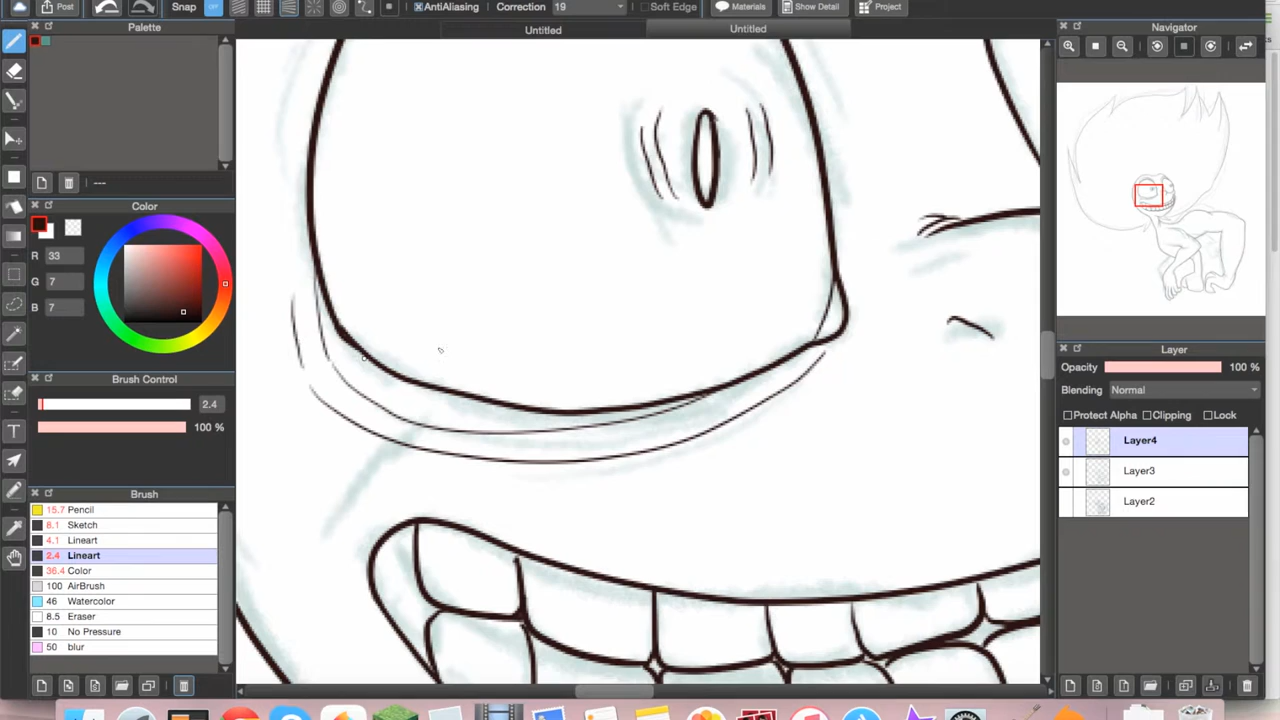 Post
Snap
AntiAliasing
Correction 19
Soft Edge
Materials
Show Detail
Project
Palette
Untitled
Untitled
Navigator
---
Color
R 33
G 7
B 7
Brush Control
2.4
100 %
Brush
15.7 Pencil
8.1 Sketch
4.1 Lineart
2.4 Lineart
36.4 Color
100 AirBrush
46 Watercolor
8.5 Eraser
10 No Pressure
50 blur
Layer
Opacity 100 %
Blending Normal
Protect Alpha Clipping Lock
Layer4
Layer3
Layer2
T